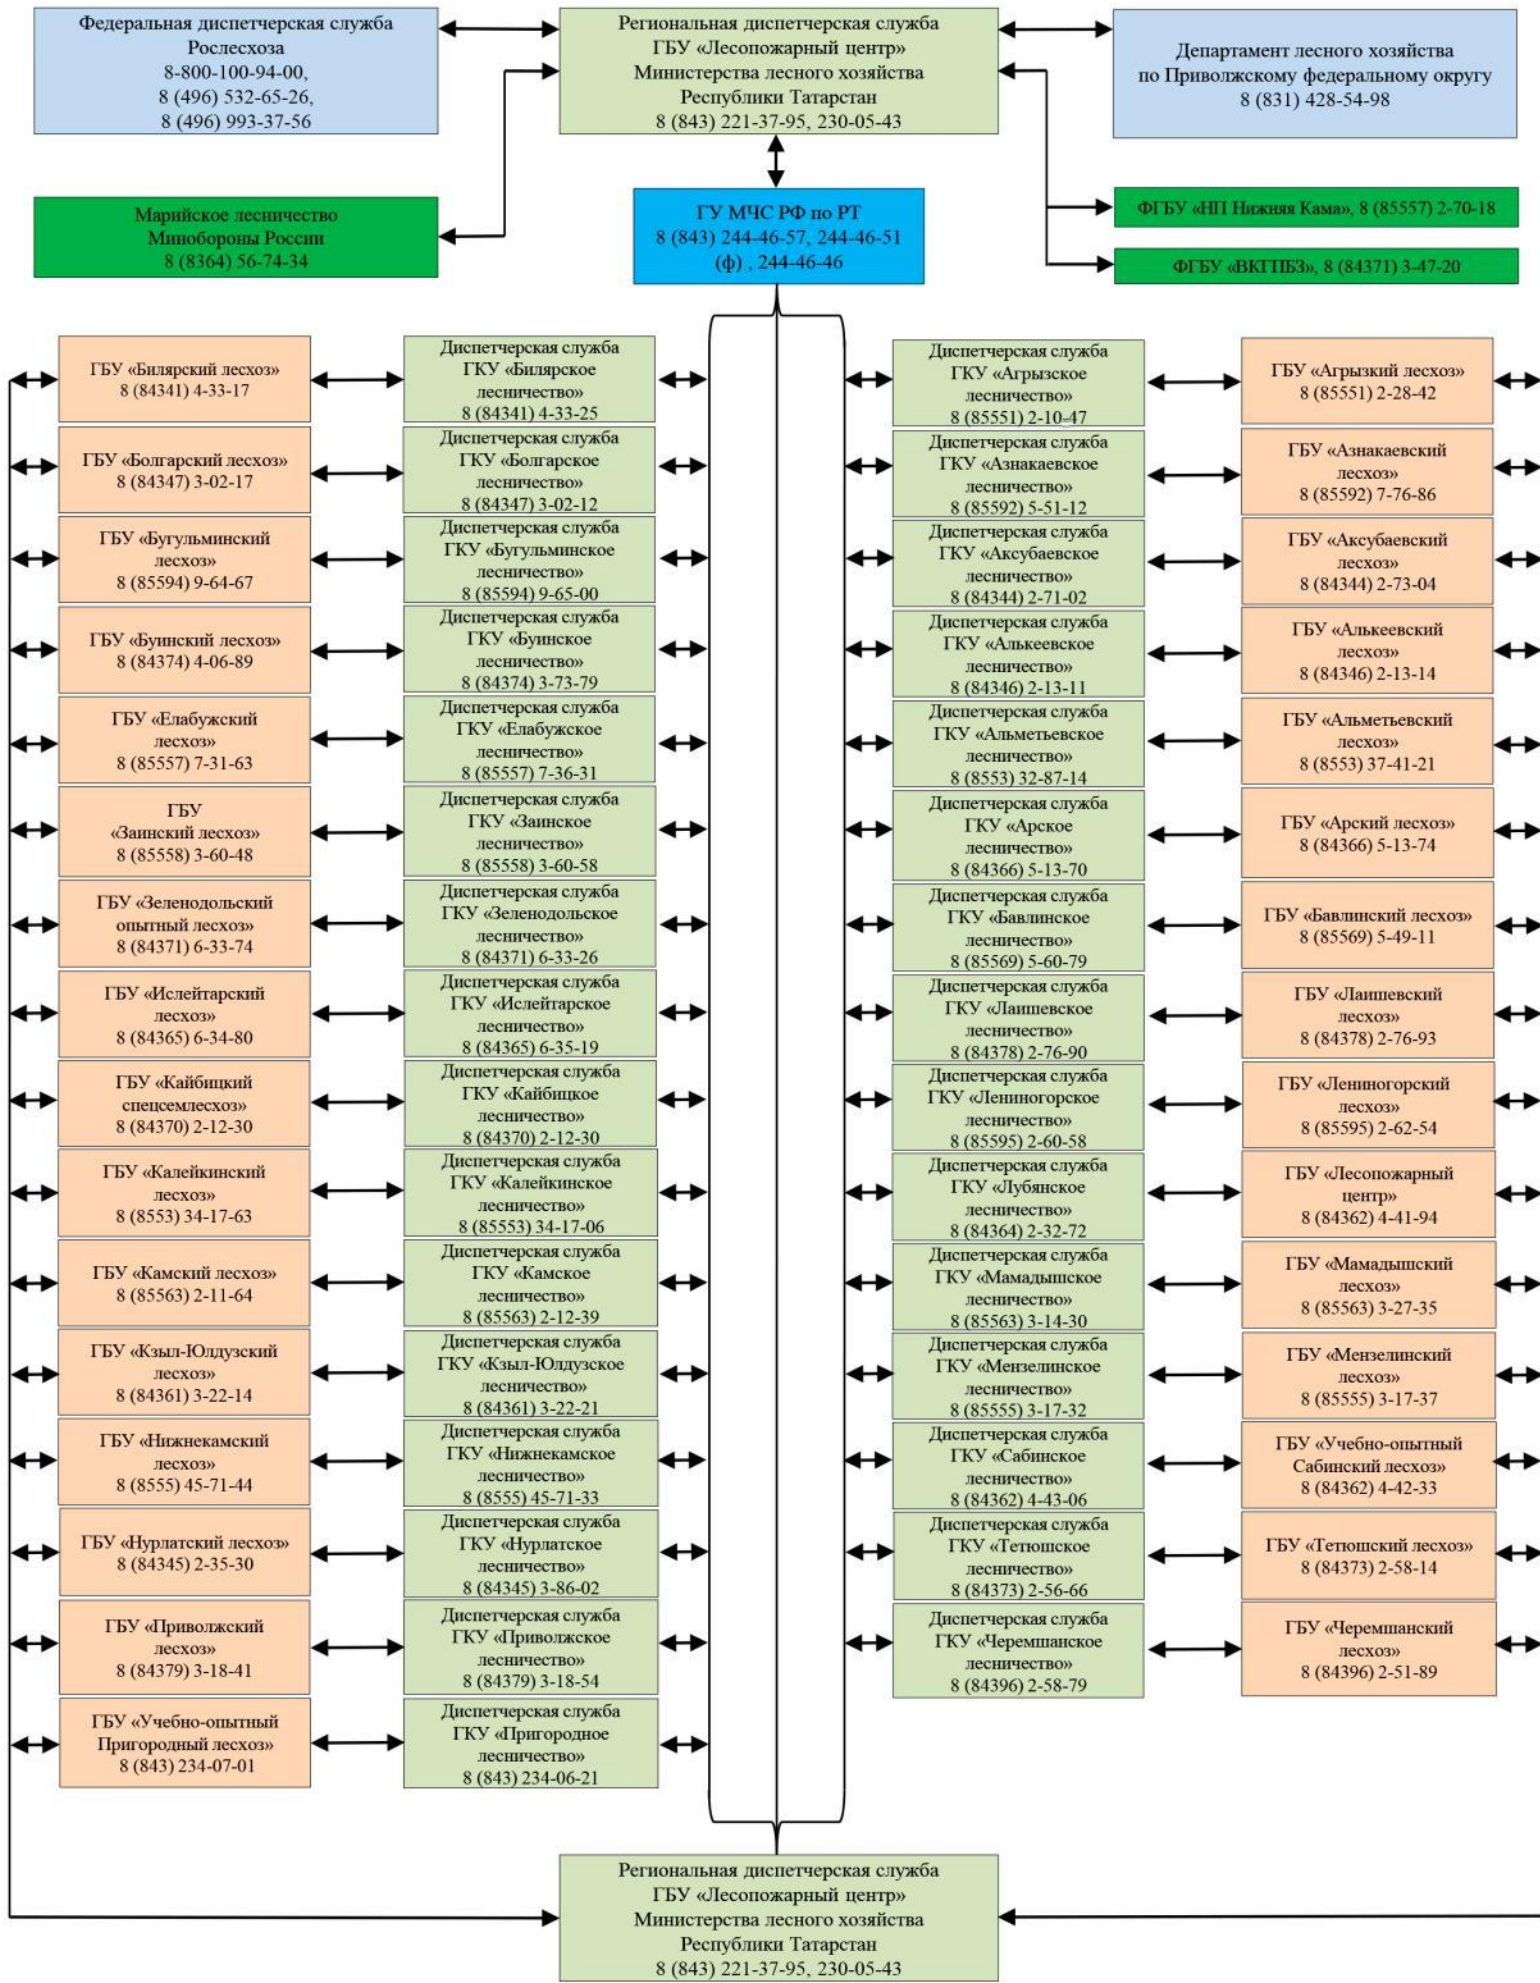 Федеральная диспетчерская служба
Рослесхоза
8-800-100-94-00,
8 (496) 532-65-26,
8 (496) 993-37-56
Региональная диспетчерская служба
ГБУ «Лесопожарный центр»
Министерства лесного хозяйства
Республики Татарстан
8 (843) 221-37-95, 230-05-43
Департамент лесного хозяйства
по Приволжскому федеральному округу
8 (831) 428-54-98
Марийское лесничество
Минобороны России
8 (8364) 56-74-34
ГУ МЧС РФ по РТ
8 (843) 244-46-57, 244-46-51
(ф) , 244-46-46
ФГБУ «НП Нижняя Кама», 8 (85557) 2-70-18
ФГБУ «ВКГПБЗ», 8 (84371) 3-47-20
ГБУ «Билярский лесхоз»
8 (84341) 4-33-17
Диспетчерская служба
ГКУ «Билярское
лесничество»
8 (84341) 4-33-25
Диспетчерская служба
ГКУ «Агрызское
лесничество»
8 (85551) 2-10-47
ГБУ «Агрызкий лесхоз»
8 (85551) 2-28-42
ГБУ «Болгарский лесхоз»
8 (84347) 3-02-17
Диспетчерская служба
ГКУ «Болгарское
лесничество»
8 (84347) 3-02-12
Диспетчерская служба
ГКУ «Азнакаевское
лесничество»
8 (85592) 5-51-12
ГБУ «Азнакаевский
лесхоз»
8 (85592) 7-76-86
ГБУ «Бугульминский
лесхоз»
8 (85594) 9-64-67
Диспетчерская служба
ГКУ «Бугульминское
лесничество»
8 (85594) 9-65-00
Диспетчерская служба
ГКУ «Аксубаевское
лесничество»
8 (84344) 2-71-02
ГБУ «Аксубаевский
лесхоз»
8 (84344) 2-73-04
ГБУ «Буинский лесхоз»
8 (84374) 4-06-89
Диспетчерская служба
ГКУ «Буинское
лесничество»
8 (84374) 3-73-79
Диспетчерская служба
ГКУ «Алькеевское
лесничество»
8 (84346) 2-13-11
ГБУ «Алькеевский
лесхоз»
8 (84346) 2-13-14
ГБУ «Елабужский
лесхоз»
8 (85557) 7-31-63
Диспетчерская служба
ГКУ «Елабужское
лесничество»
8 (85557) 7-36-31
Диспетчерская служба
ГКУ «Альметьевское
лесничество»
8 (8553) 32-87-14
ГБУ «Альметьевский
лесхоз»
8 (8553) 37-41-21
ГБУ
«Заинский лесхоз»
8 (85558) 3-60-48
Диспетчерская служба
ГКУ «Заинское
лесничество»
8 (85558) 3-60-58
Диспетчерская служба
ГКУ «Арское
лесничество»
8 (84366) 5-13-70
ГБУ «Арский лесхоз»
8 (84366) 5-13-74
ГБУ «Зеленодольский
опытный лесхоз»
8 (84371) 6-33-74
Диспетчерская служба
ГКУ «Зеленодольское
лесничество»
8 (84371) 6-33-26
Диспетчерская служба
ГКУ «Бавлинское
лесничество»
8 (85569) 5-60-79
ГБУ «Бавлинский лесхоз»
8 (85569) 5-49-11
ГБУ «Ислейтарский
лесхоз»
8 (84365) 6-34-80
Диспетчерская служба
ГКУ «Ислейтарское
лесничество»
8 (84365) 6-35-19
Диспетчерская служба
ГКУ «Лаишевское
лесничество»
8 (84378) 2-76-90
ГБУ «Лаишевский
лесхоз»
8 (84378) 2-76-93
ГБУ «Кайбицкий
спецсемлесхоз»
8 (84370) 2-12-30
Диспетчерская служба
ГКУ «Кайбицкое
лесничество»
8 (84370) 2-12-30
Диспетчерская служба
ГКУ «Лениногорское
лесничество»
8 (85595) 2-60-58
ГБУ «Лениногорский
лесхоз»
8 (85595) 2-62-54
ГБУ «Калейкинский
лесхоз»
8 (8553) 34-17-63
Диспетчерская служба
ГКУ «Калейкинское
лесничество»
8 (85553) 34-17-06
Диспетчерская служба
ГКУ «Лубянское
лесничество»
8 (84364) 2-32-72
ГБУ «Лесопожарный
центр»
8 (84362) 4-41-94
ГБУ «Камский лесхоз»
8 (85563) 2-11-64
Диспетчерская служба
ГКУ «Камское
лесничество»
8 (85563) 2-12-39
Диспетчерская служба
ГКУ «Мамадышское
лесничество»
8 (85563) 3-14-30
ГБУ «Мамадышский
лесхоз»
8 (85563) 3-27-35
ГБУ «Кзыл-Юлдузский
лесхоз»
8 (84361) 3-22-14
Диспетчерская служба
ГКУ «Кзыл-Юлдузское
лесничество»
8 (84361) 3-22-21
Диспетчерская служба
ГКУ «Мензелинское
лесничество»
8 (85555) 3-17-32
ГБУ «Мензелинский
лесхоз»
8 (85555) 3-17-37
ГБУ «Нижнекамский
лесхоз»
8 (8555) 45-71-44
Диспетчерская служба
ГКУ «Нижнекамское
лесничество»
8 (8555) 45-71-33
Диспетчерская служба
ГКУ «Сабинское
лесничество»
8 (84362) 4-43-06
ГБУ «Учебно-опытный
Сабинский лесхоз»
8 (84362) 4-42-33
ГБУ «Нурлатский лесхоз»
8 (84345) 2-35-30
Диспетчерская служба
ГКУ «Нурлатское
лесничество»
8 (84345) 3-86-02
Диспетчерская служба
ГКУ «Тетюшское
лесничество»
8 (84373) 2-56-66
ГБУ «Тетюшский лесхоз»
8 (84373) 2-58-14
ГБУ «Приволжский
лесхоз»
8 (84379) 3-18-41
Диспетчерская служба
ГКУ «Приволжское
лесничество»
8 (84379) 3-18-54
Диспетчерская служба
ГКУ «Черемшанское
лесничество»
8 (84396) 2-58-79
ГБУ «Черемшанский
лесхоз»
8 (84396) 2-51-89
ГБУ «Учебно-опытный
Пригородный лесхоз»
8 (843) 234-07-01
Диспетчерская служба
ГКУ «Пригородное
лесничество»
8 (843) 234-06-21
Региональная диспетчерская служба
ГБУ «Лесопожарный центр»
Министерства лесного хозяйства
Республики Татарстан
8 (843) 221-37-95, 230-05-43